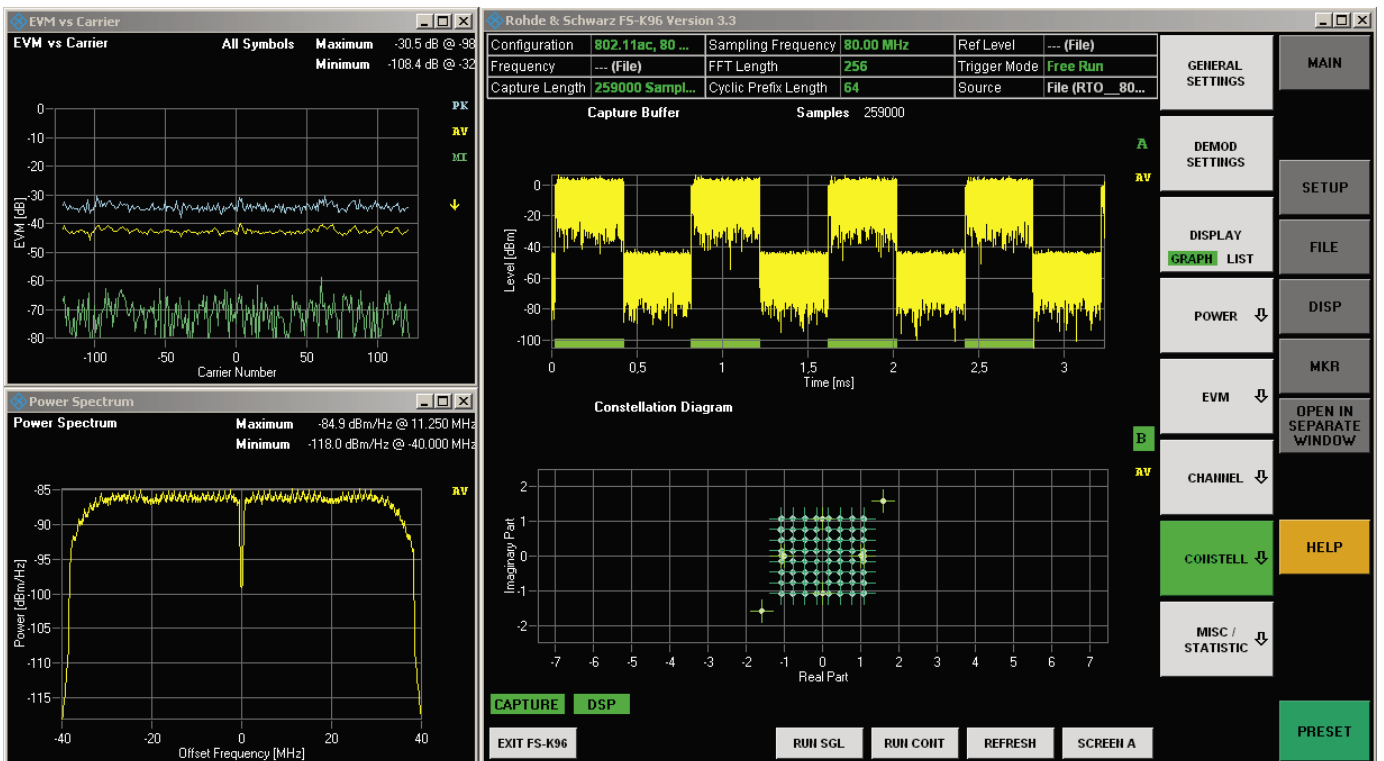 EVM vs Carrier
EVM vs Carrier All Symbols Maximum -30.5 dB @ -98
Minimum -108.4 dB @ -32
PK
AV
MI
0
-10
-20
-30
-40
-50
-60
-70
-80
EVM [dB]
-100 -50 0 50 100
Carrier Number
Power Spectrum
Power Spectrum Maximum -84.9 dBm/Hz @ 11.250 MHz
Minimum -118.0 dBm/Hz @ -40.000 MHz
AV
-85
-90
-95
-100
-105
-110
-115
Power [dBm/Hz]
-40 -20 0 20 40
Offset Frequency [MHz]
Rohde & Schwarz FS-K96 Version 3.3
Configuration 802.11ac, 80 ... Sampling Frequency 80.00 MHz Ref Level --- (File)
Frequency --- (File) FFT Length 256 Trigger Mode Free Run
Capture Length 259000 Sampl... Cyclic Prefix Length 64 Source File (RTO__80...
Capture Buffer Samples 259000
A
AV
0
-20
-40
-60
-80
-100
Level [dBm]
0 0,5 1 1,5 2 2,5 3
Time [ms]
Constellation Diagram
B
AV
2
1
0
-1
-2
Imaginary Part
-7 -6 -5 -4 -3 -2 -1 0 1 2 3 4 5 6 7
Real Part
CAPTURE DSP
EXIT FS-K96 RUN SGL RUN CONT REFRESH SCREEN A
GENERAL
SETTINGS
DEMOD
SETTINGS
DISPLAY
GRAPH LIST
POWER
EVM
CHANNEL
CONSTELL
MISC /
STATISTIC
MAIN
SETUP
FILE
DISP
MKR
OPEN IN
SEPARATE
WINDOW
HELP
PRESET